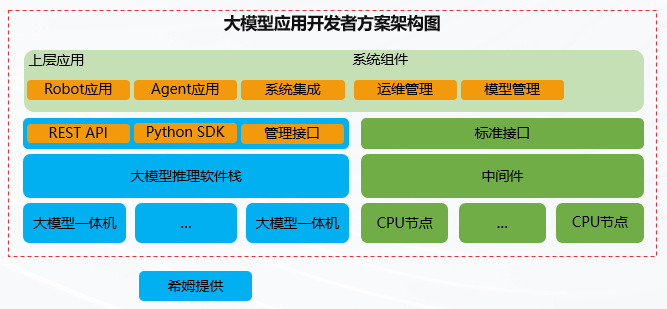 大模型应用开发者方案架构图
上层应用 系统组件
Robot应用 Agent应用 系统集成 运维管理 模型管理
REST API Python SDK 管理接口 标准接口
大模型推理软件栈 中间件
大模型一体机 ... 大模型一体机 CPU节点 ... CPU节点
希姆提供